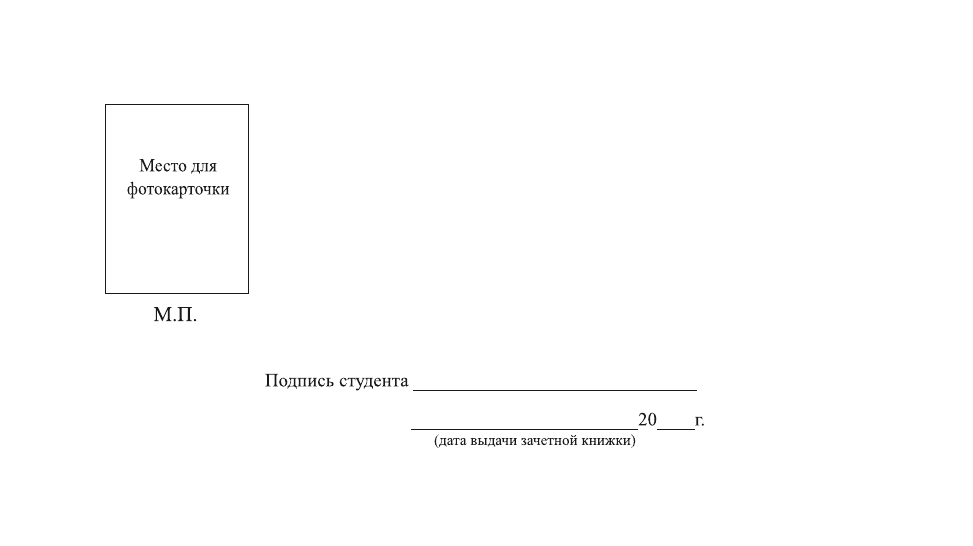 Место для
фотокарточки
М.П.
Подпись студента ______________________________
________________________20____г.
(дата выдачи зачетной книжки)